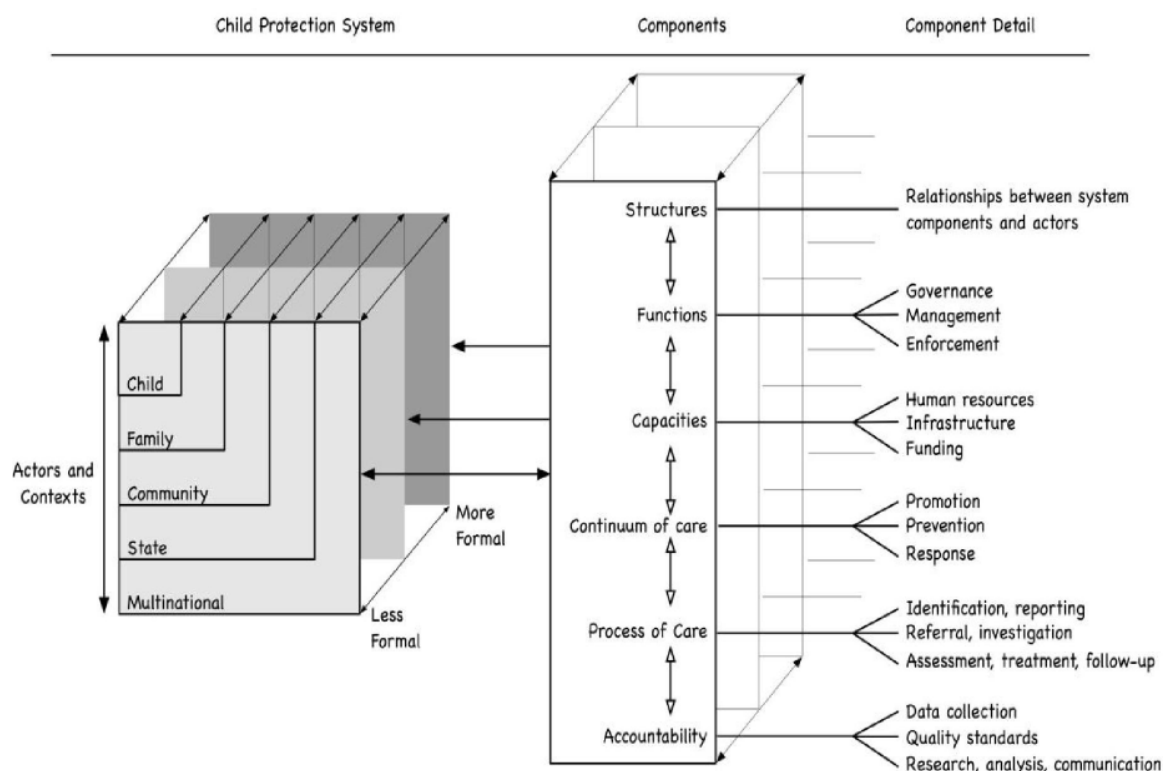 Child Protection System
Components
Component Detail
Actors and
Contexts
Child
Family
Community
State
Multinational
More
Formal
Less
Formal
Structures
Functions
Capacities
Continuum of care
Process of Care
Accountability
Relationships between system
components and actors
Governance
Management
Enforcement
Human resources
Infrastructure
Funding
Promotion
Prevention
Response
Identification, reporting
Referral, investigation
Assessment, treatment, follow-up
Data collection
Quality standards
Research, analysis, communication